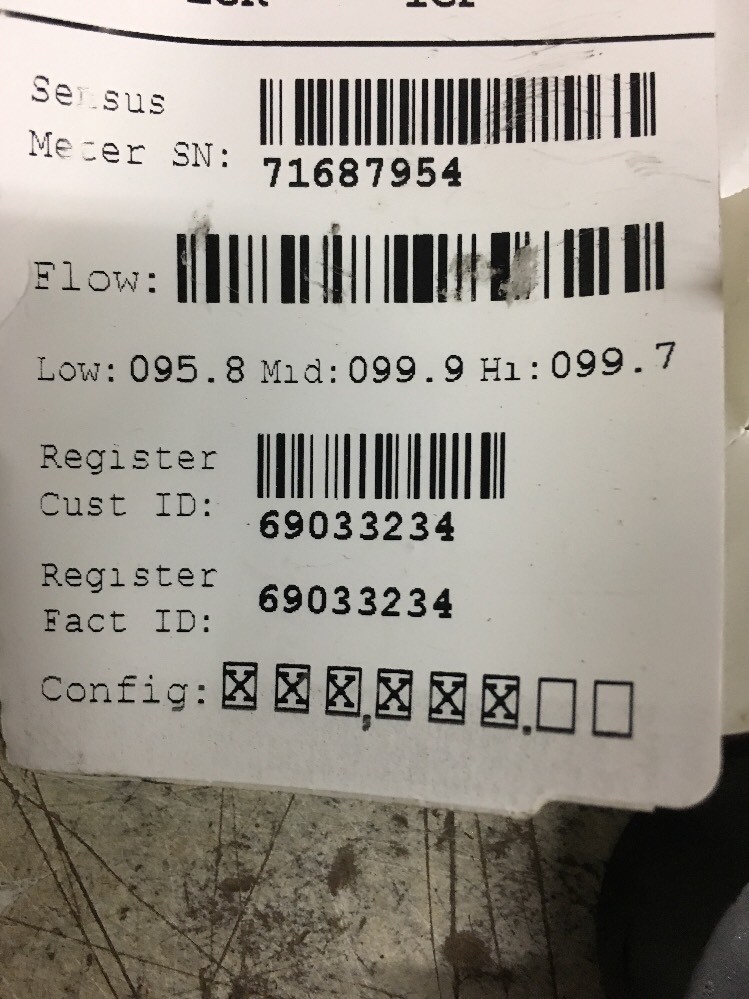 Sensus
Meter SN:
71687954
Flow:
Low: 095.8 Mid: 099.9 Hi: 099.7
Register
Cust ID:
69033234
Register
Fact ID:
69033234
Config: X X X , X X X . □ □